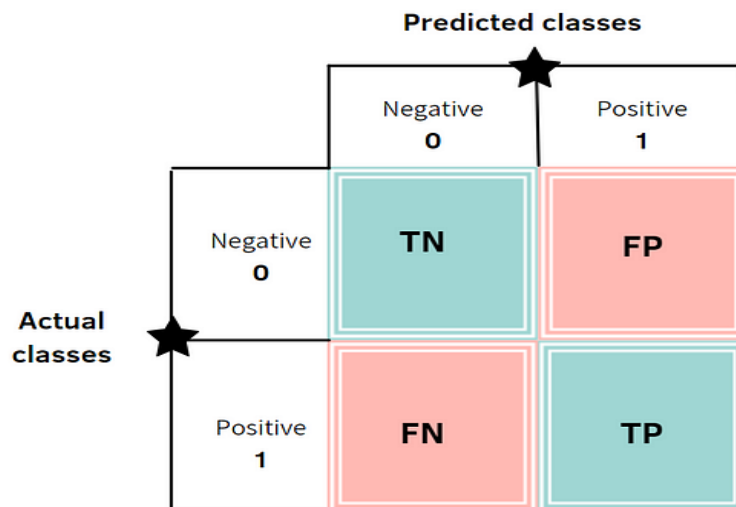 Predicted classes
Negative
0
Positive
1
Negative
0
TN
FP
Actual
classes
Positive
1
FN
TP